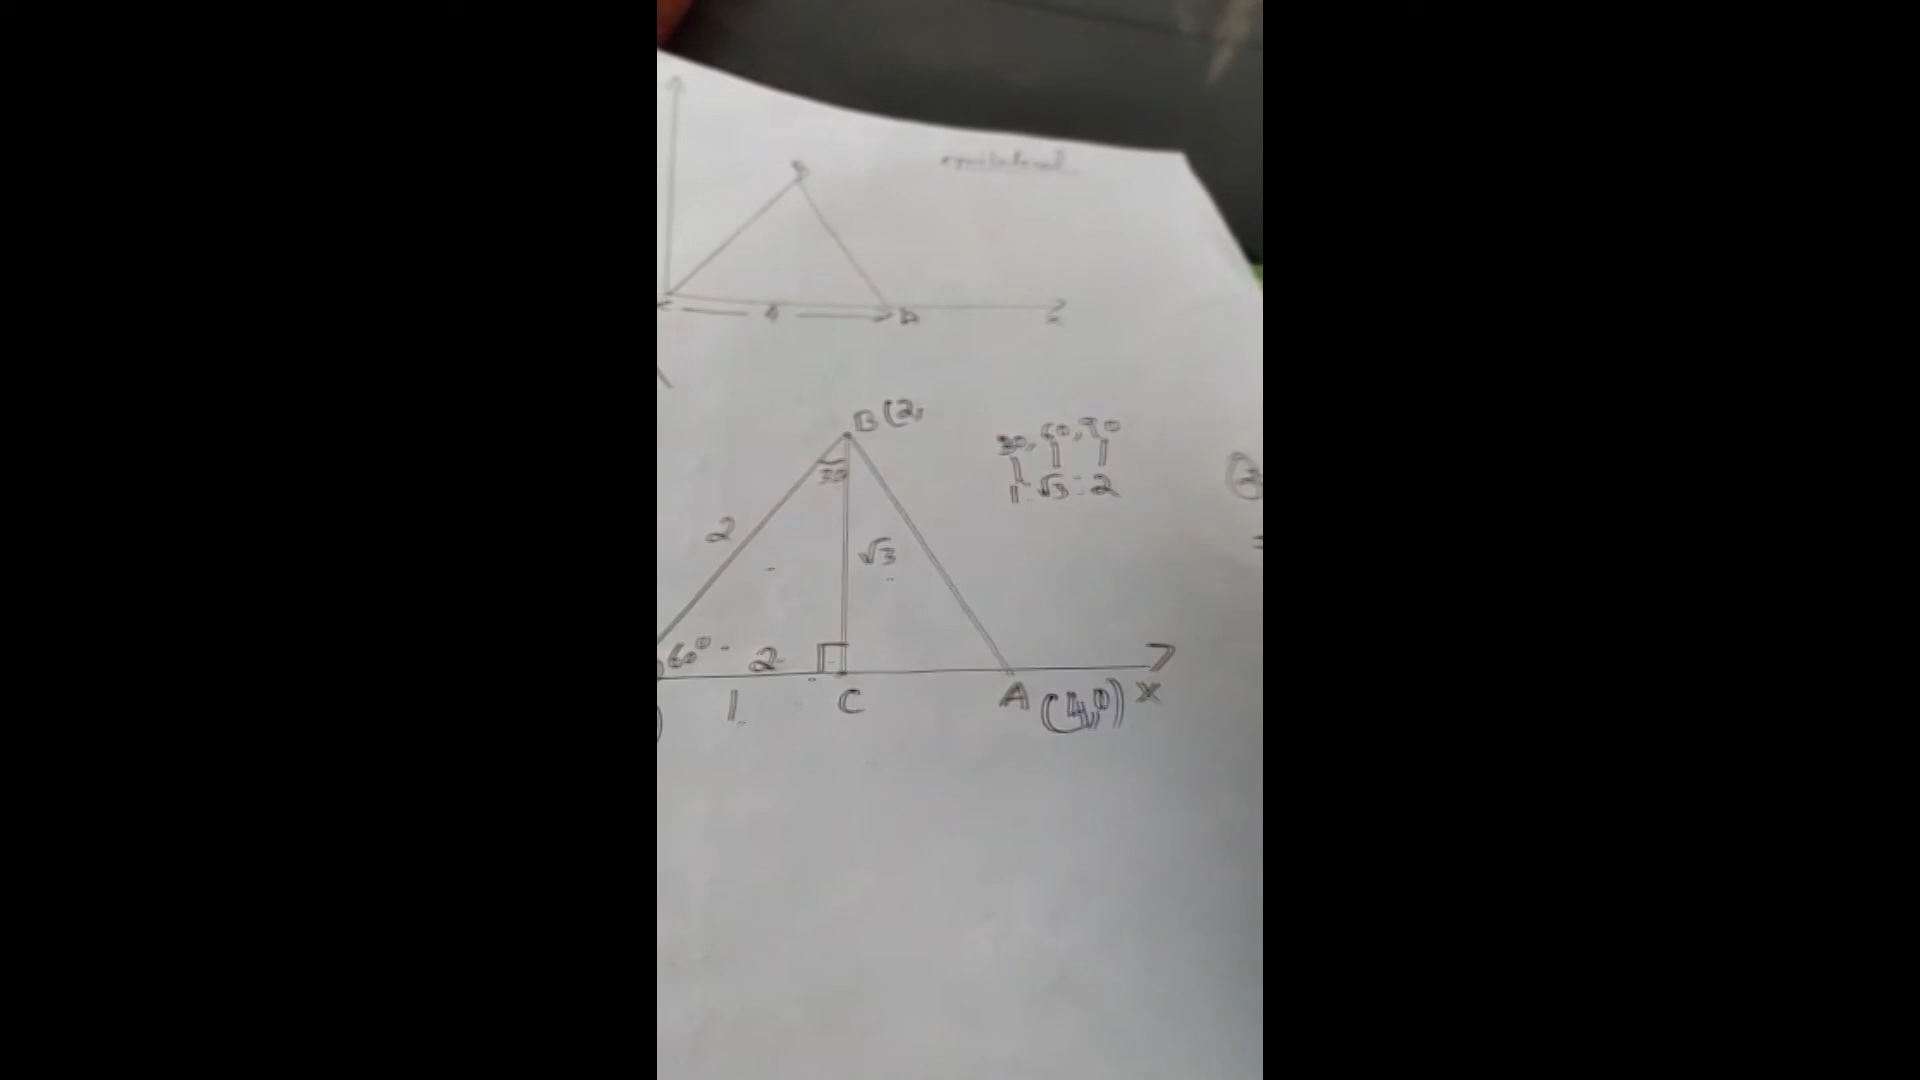 equilateral
B
4
A
x
B (2,
30, 60, 90
1 : √3 : 2
30
2
√3
60°
2
1
C
A (4,0)
x